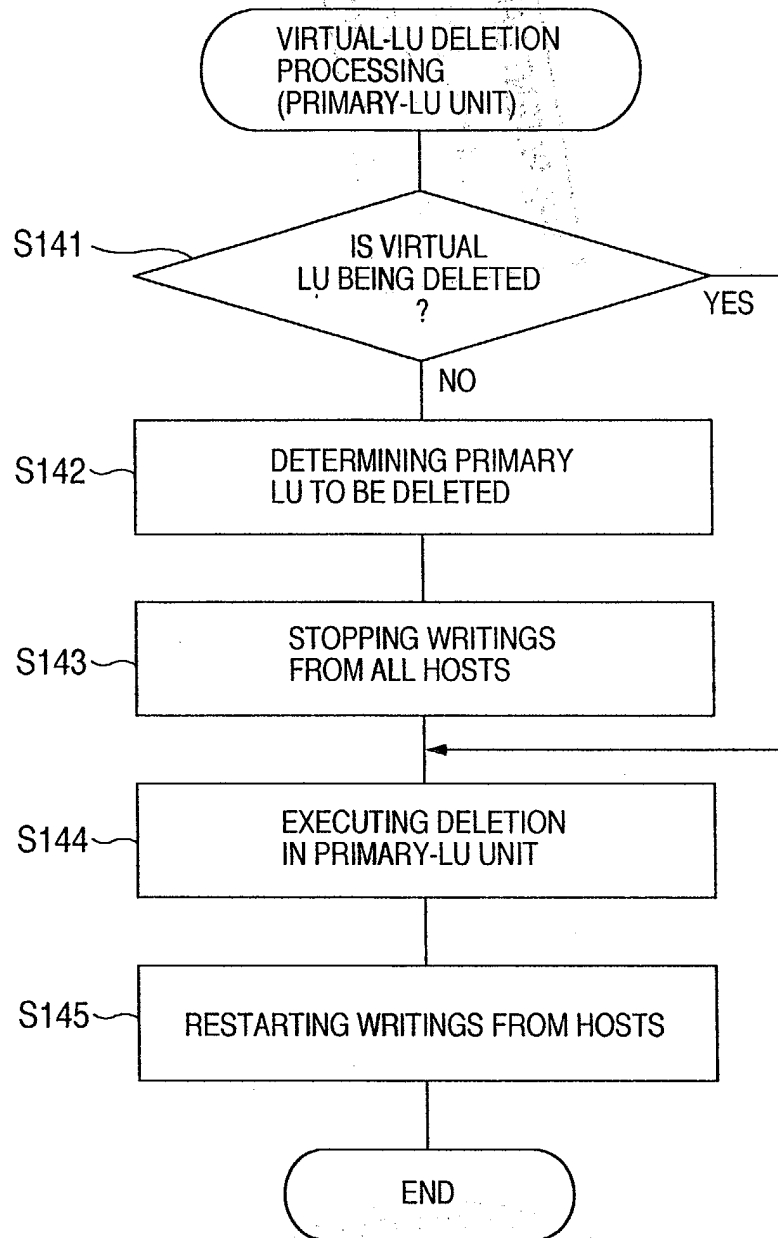 VIRTUAL-LU DELETION
PROCESSING
(PRIMARY-LU UNIT)
S141
IS VIRTUAL
LU BEING DELETED
?
YES
NO
S142
DETERMINING PRIMARY
LU TO BE DELETED
S143
STOPPING WRITINGS
FROM ALL HOSTS
S144
EXECUTING DELETION
IN PRIMARY-LU UNIT
S145
RESTARTING WRITINGS FROM HOSTS
END